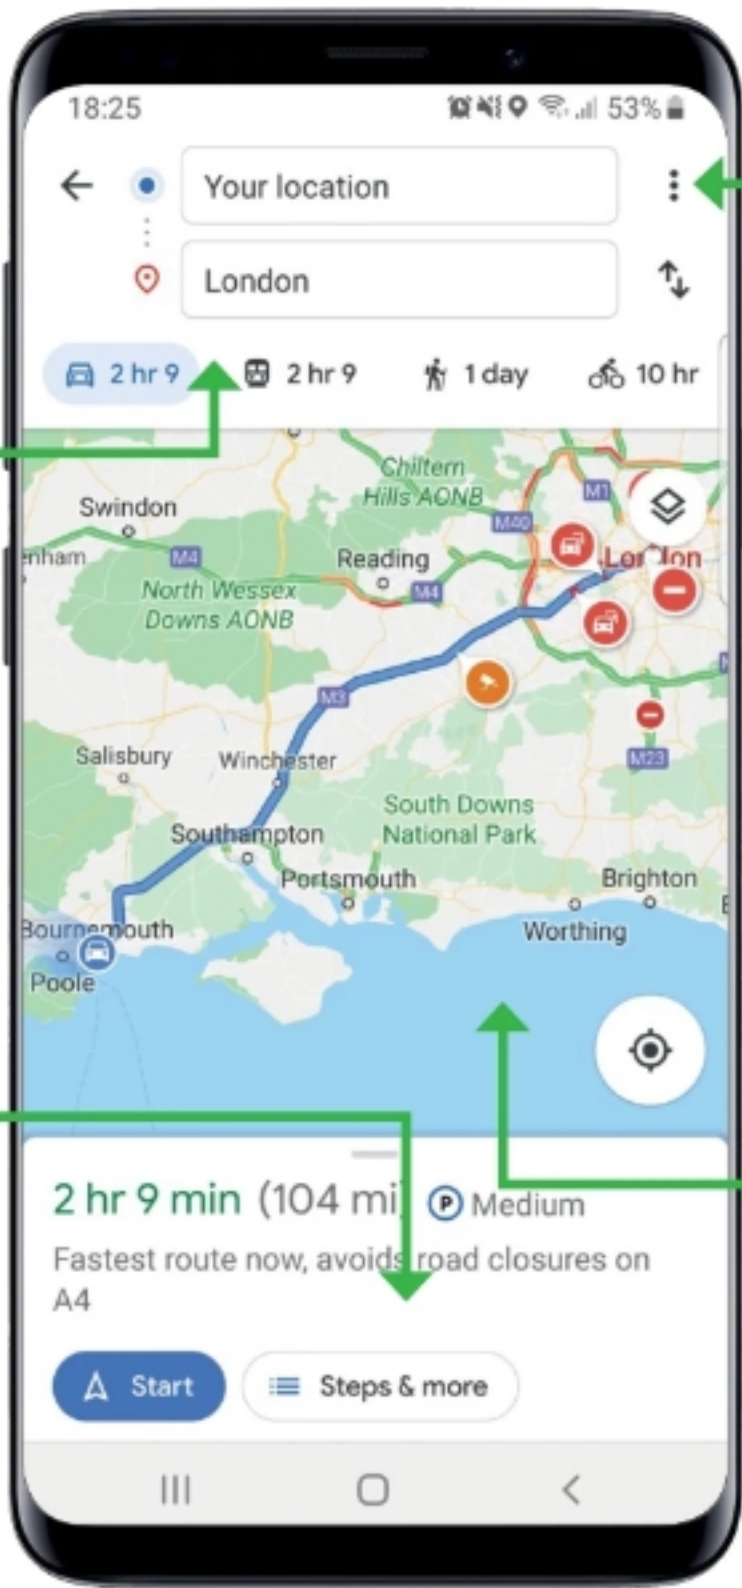 18:25 53%
Your location
London
2 hr 9 2 hr 9 1 day 10 hr
Chiltern
Hills AONB
M1
Swindon
M40
enham M4 Reading London
North Wessex M4
Downs AONB
M3
Salisbury Winchester M23
South Downs
National Park
Southampton
Portsmouth Brighton
Bournemouth Worthing
Poole
2 hr 9 min (104 mi) P Medium
Fastest route now, avoids road closures on
A4
Start Steps & more